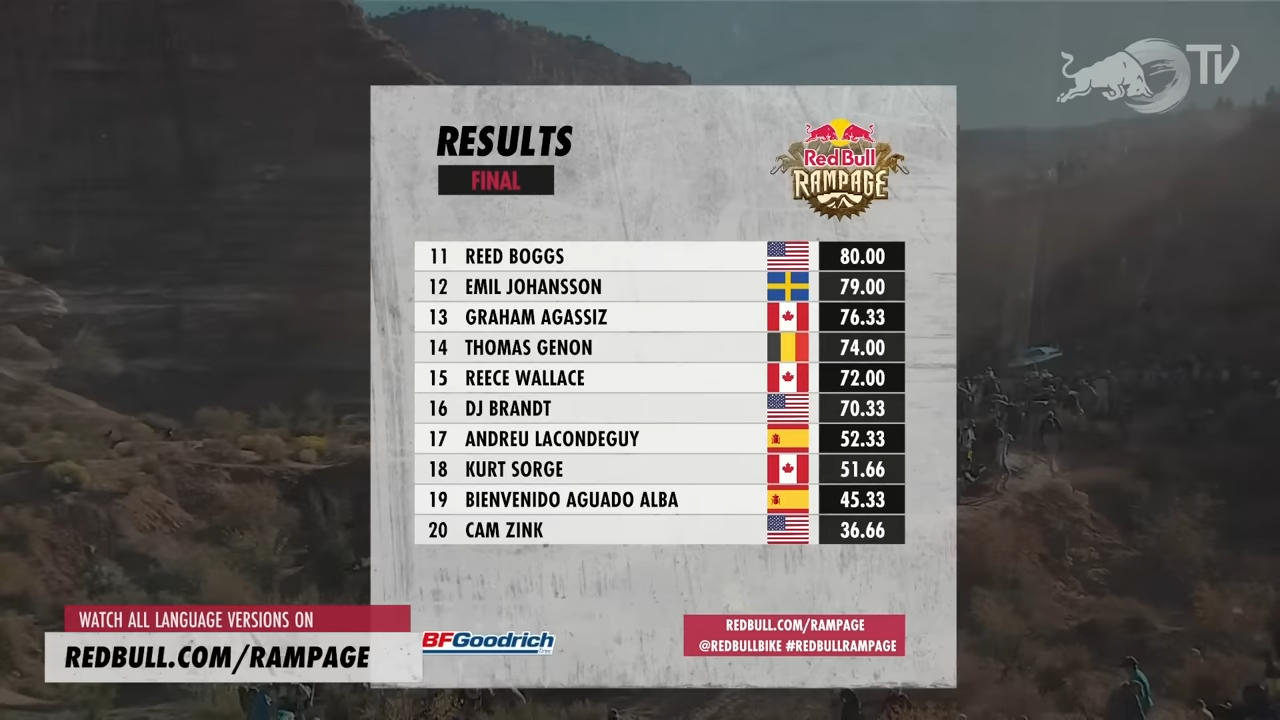 TV
RESULTS
FINAL
Red Bull
RAMPAGE
11 REED BOGGS 80.00
12 EMIL JOHANSSON 79.00
13 GRAHAM AGASSIZ 76.33
14 THOMAS GENON 74.00
15 REECE WALLACE 72.00
16 DJ BRANDT 70.33
17 ANDREU LACONDEGUY 52.33
18 KURT SORGE 51.66
19 BIENVENIDO AGUADO ALBA 45.33
20 CAM ZINK 36.66
WATCH ALL LANGUAGE VERSIONS ON
REDBULL.COM/RAMPAGE
BFGoodrich
REDBULL.COM/RAMPAGE
@REDBULLBIKE #REDBULLRAMPAGE